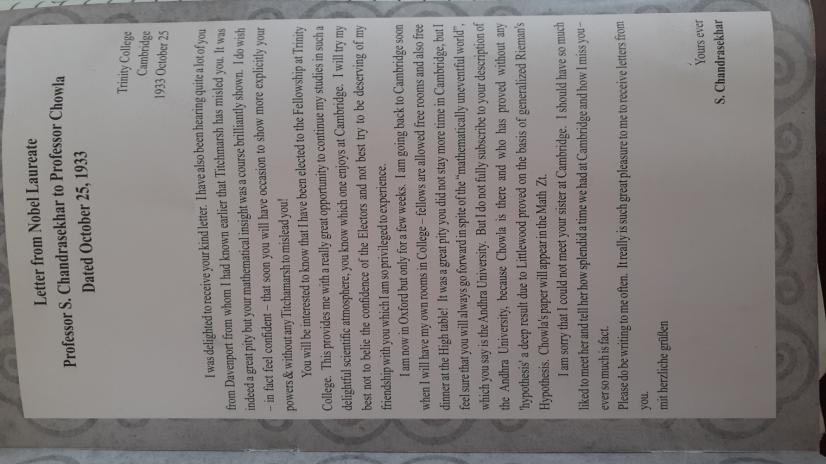 Letter from Nobel Laureate
Professor S. Chandrasekhar to Professor Chowla
Dated October 25, 1933
Trinity College
Cambridge
1933 October 25
I was delighted to receive your kind letter. I have also been hearing quite a lot of you
from Davenport from whom I had known earlier that Titchmarsh has misled you. It was
indeed a great pity but your mathematical insight was a course brilliantly shown. I do wish
– in fact feel confident – that soon you will have occasion to show more explicitly your
powers & without any Titchamarsh to mislead you!
You will be interested to know that I have been elected to the Fellowship at Trinity
College. This provides me with a really great opportunity to continue my studies in such a
delightful scientific atmosphere, you know which one enjoys at Cambridge. I will try my
best not to belie the confidence of the Electors and not best try to be deserving of my
friendship with you which I am so privileged to experience.
I am now in Oxford but only for a few weeks. I am going back to Cambridge soon
when I will have my own rooms in College – fellows are allowed free rooms and also free
dinner at the High table! It was a great pity you did not stay more time in Cambridge, but I
feel sure that you will always go forward in spite of the "mathematically uneventful world",
which you say is the Andhra University. But I do not fully subscribe to your description of
the Andhra University, because Chowla is there and who has proved without any
'hypothesis' a deep result due to Littlewood proved on the basis of generalized Rieman's
Hypothesis. Chowla's paper will appear in the Math Zt.
I am sorry that I could not meet your sister at Cambridge. I should have so much
liked to meet her and tell her how splendid a time we had at Cambridge and how I miss you –
ever so much is fact.
Please do be writing to me often. It really is such great pleasure to me to receive letters from
you.
mit herzliche grüßen
Yours ever
S. Chandrasekhar